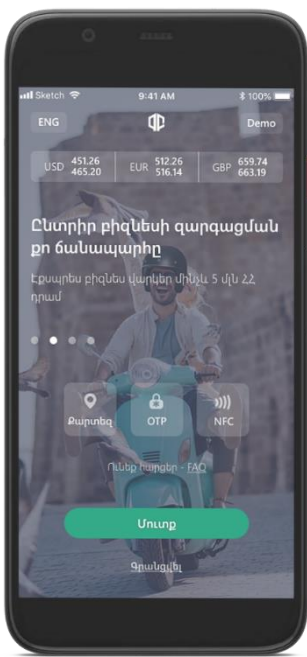 Sketch 9:41 AM 100%
ENG Demo
USD 451.26 EUR 512.26 GBP 659.74
465.20 516.14 663.19
Ընտրիր բիզնեսի զարգացման
քո ճանապարհը
Էքսպրես բիզնես վարկեր մինչև 5 մլն ՀՀ
դրամ
Քարտեզ OTP NFC
Ունեք հարցեր - FAQ
Մուտք
Գրանցվել